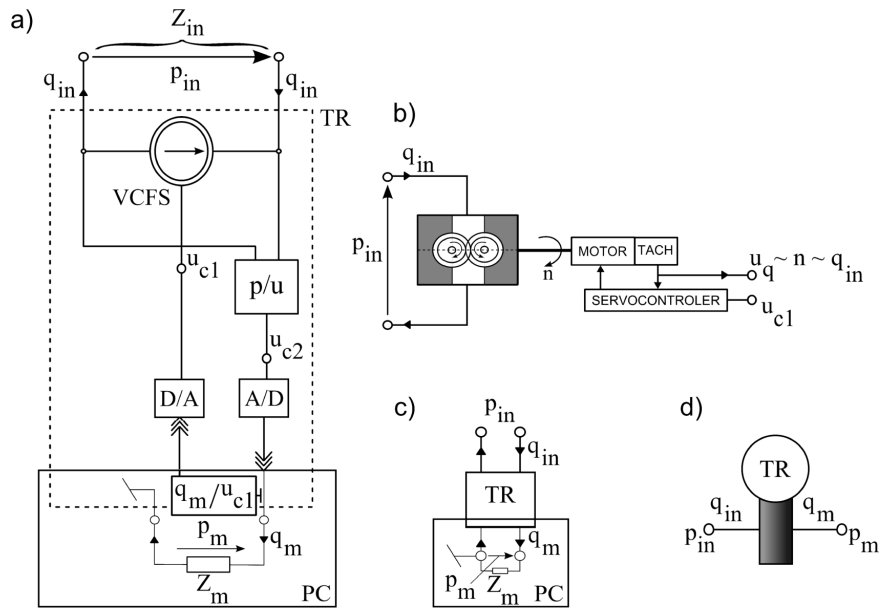 a)
Z_in
p_in
q_in
q_in
TR
VCFS
u_c1
p/u
u_c2
D/A
A/D
q_m/u_c1
p_m
q_m
Z_m
PC
b)
q_in
p_in
n
MOTOR
TACH
u_q ~ n ~ q_in
SERVOCONTROLER
u_c1
c)
p_in
q_in
TR
q_m
p_m
Z_m
PC
d)
TR
q_in
q_m
p_in
p_m